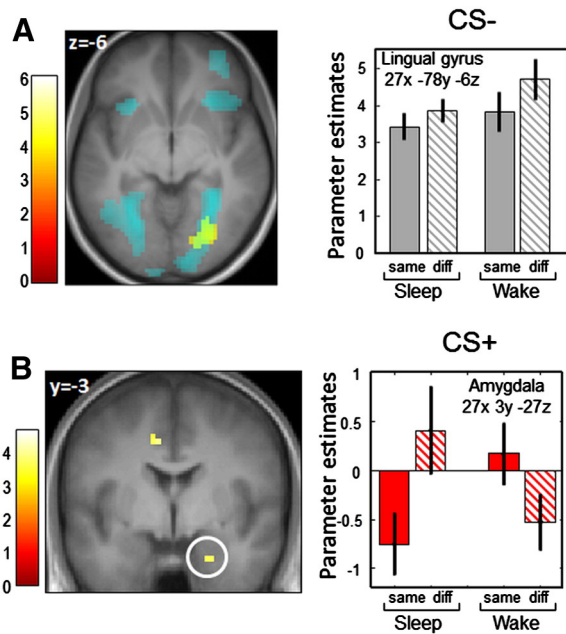 A
z=-6
6
5
4
3
2
1
0
CS-
Lingual gyrus
27x -78y -6z
Parameter estimates
5
4
3
2
1
0
same diff same diff
Sleep Wake
B
y=-3
4
3
2
1
0
CS+
Amygdala
27x 3y -27z
Parameter estimates
1
0.5
0
-0.5
-1
same diff same diff
Sleep Wake